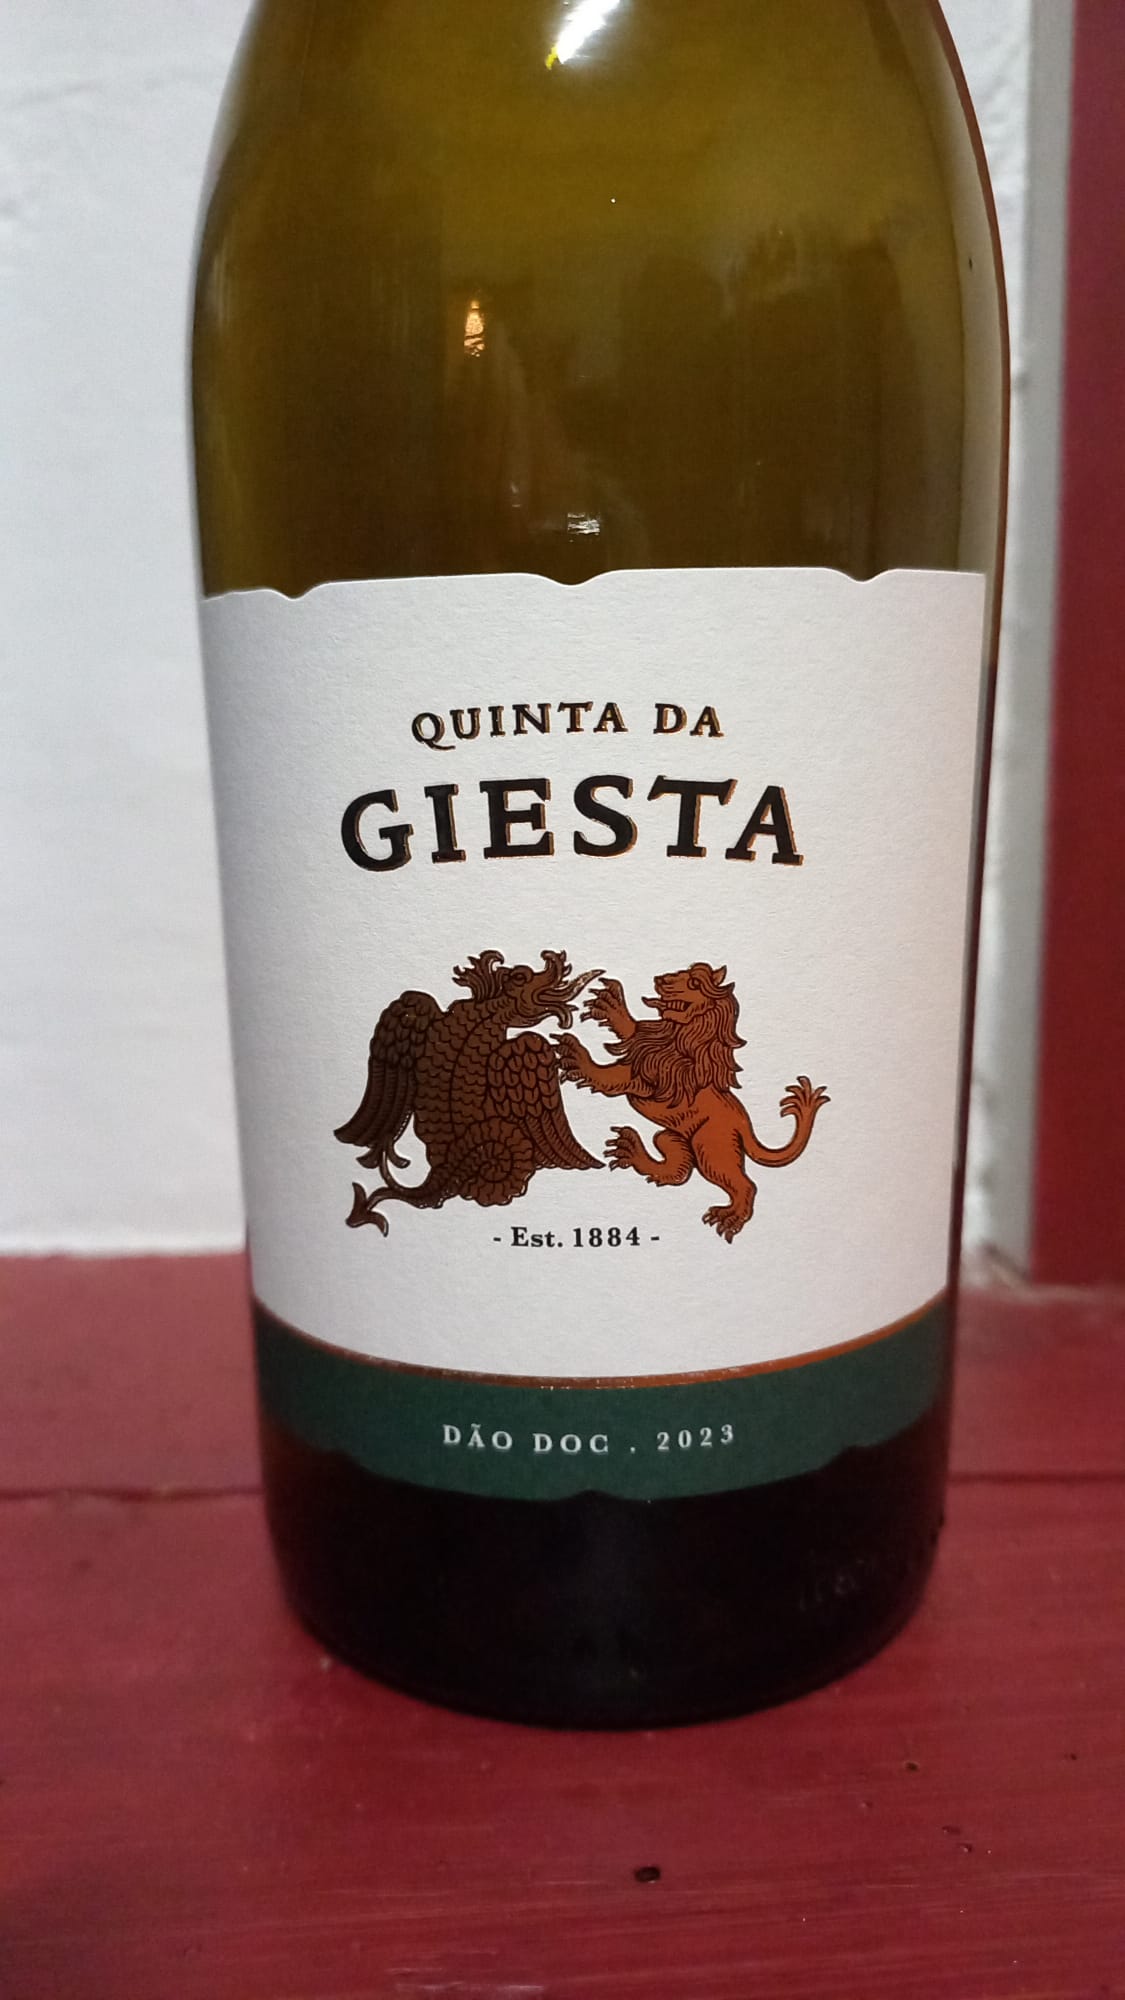 QUINTA DA
GIESTA
- Est. 1884 -
DÃO DOC . 2023